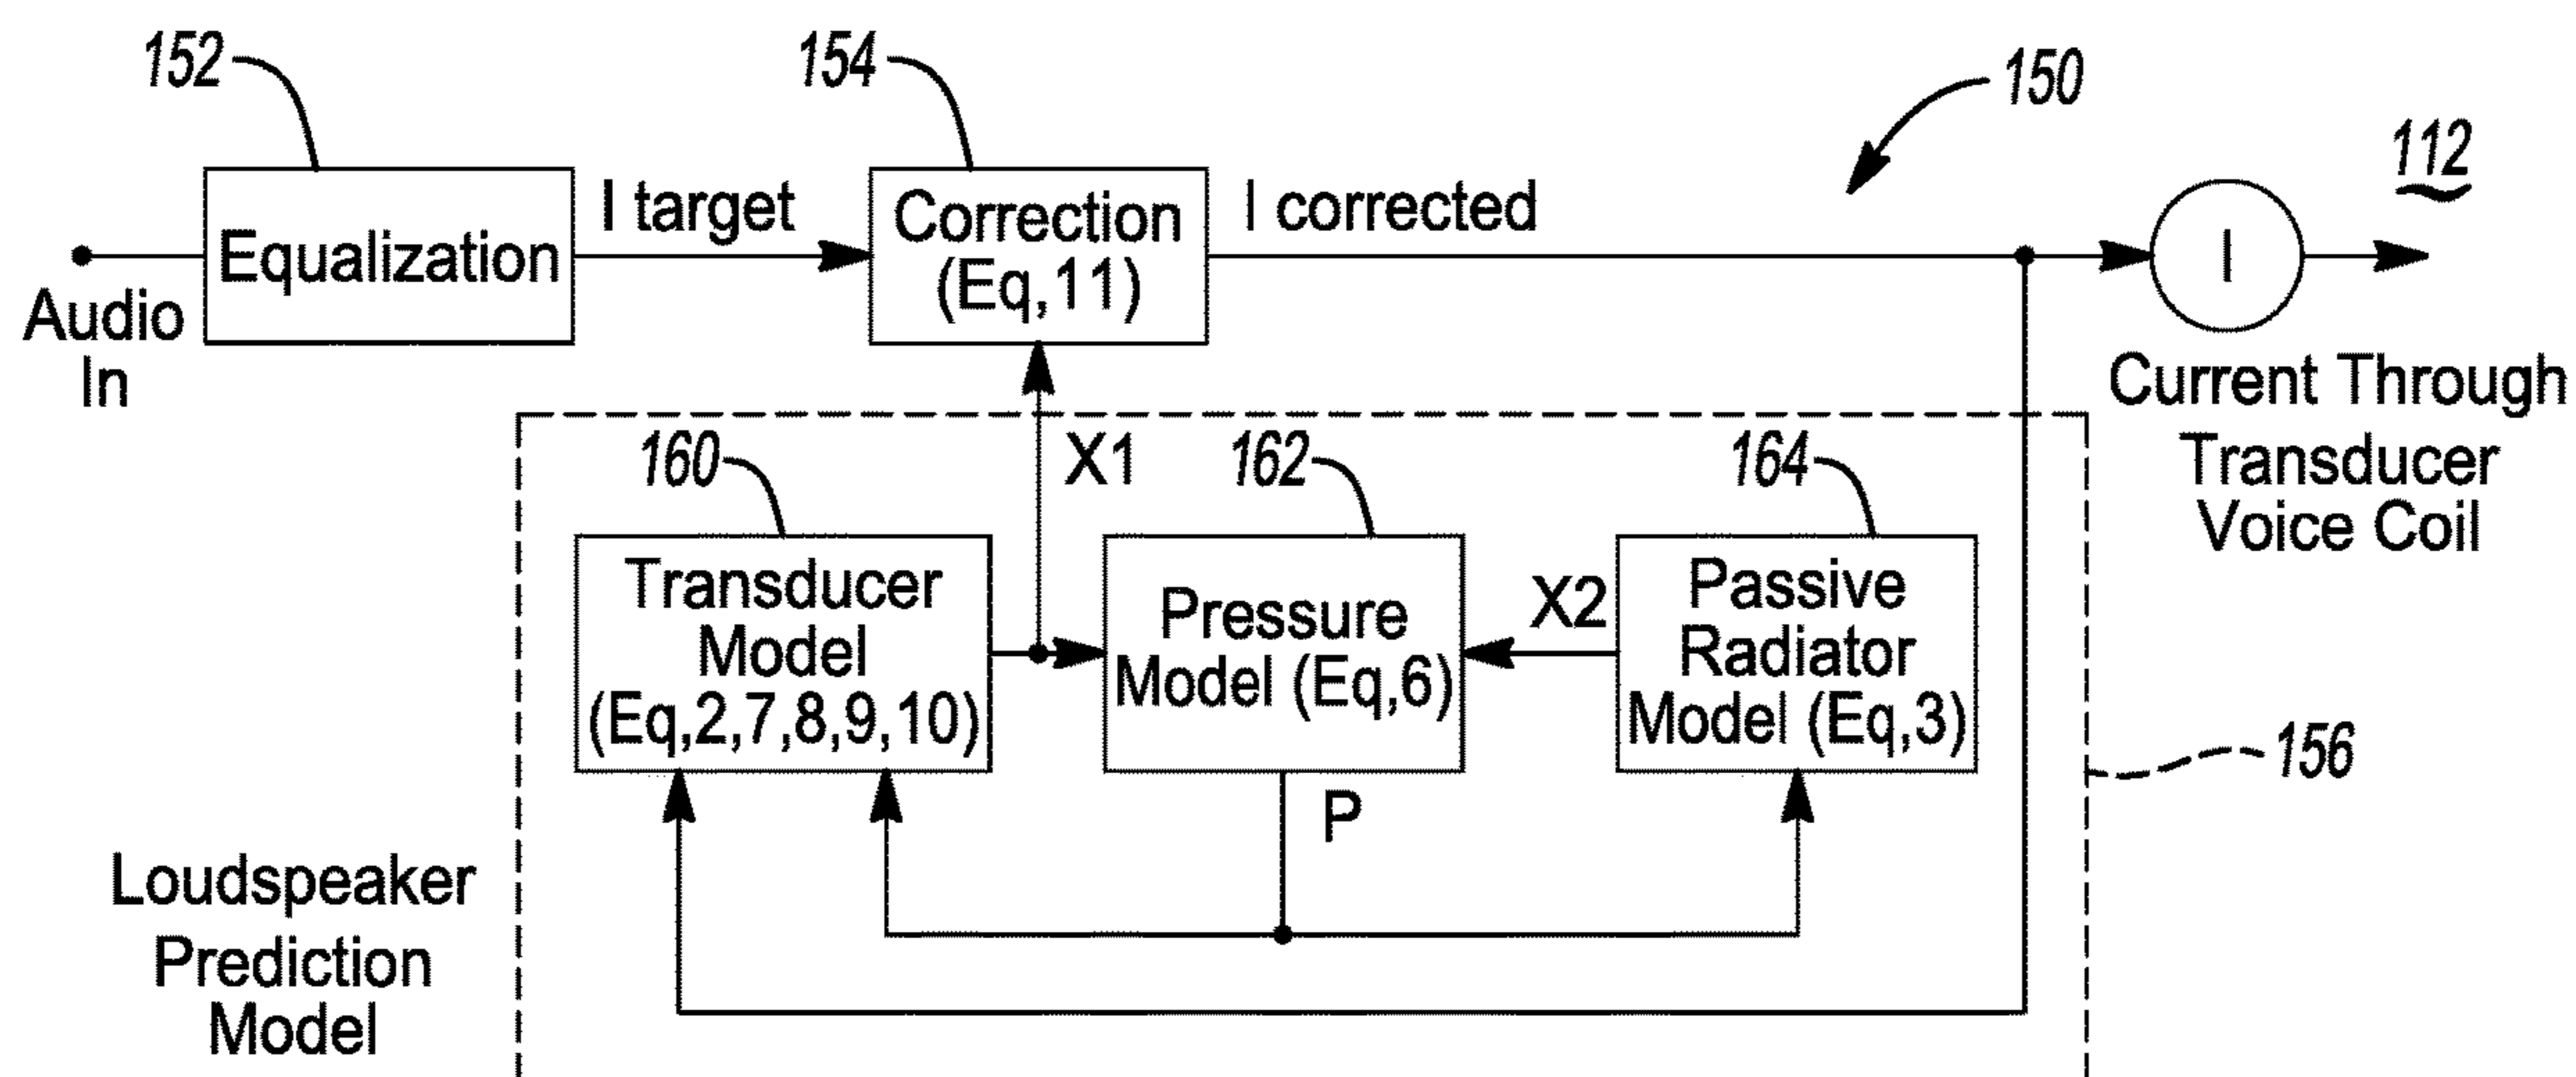 152
154
150
112
Equalization
I target
Correction
(Eq,11)
I corrected
I
Audio
In
Current Through
Transducer
Voice Coil
X1
160
162
164
Transducer
Model
(Eq,2,7,8,9,10)
Pressure
Model (Eq,6)
X2
Passive
Radiator
Model (Eq,3)
156
P
Loudspeaker
Prediction
Model